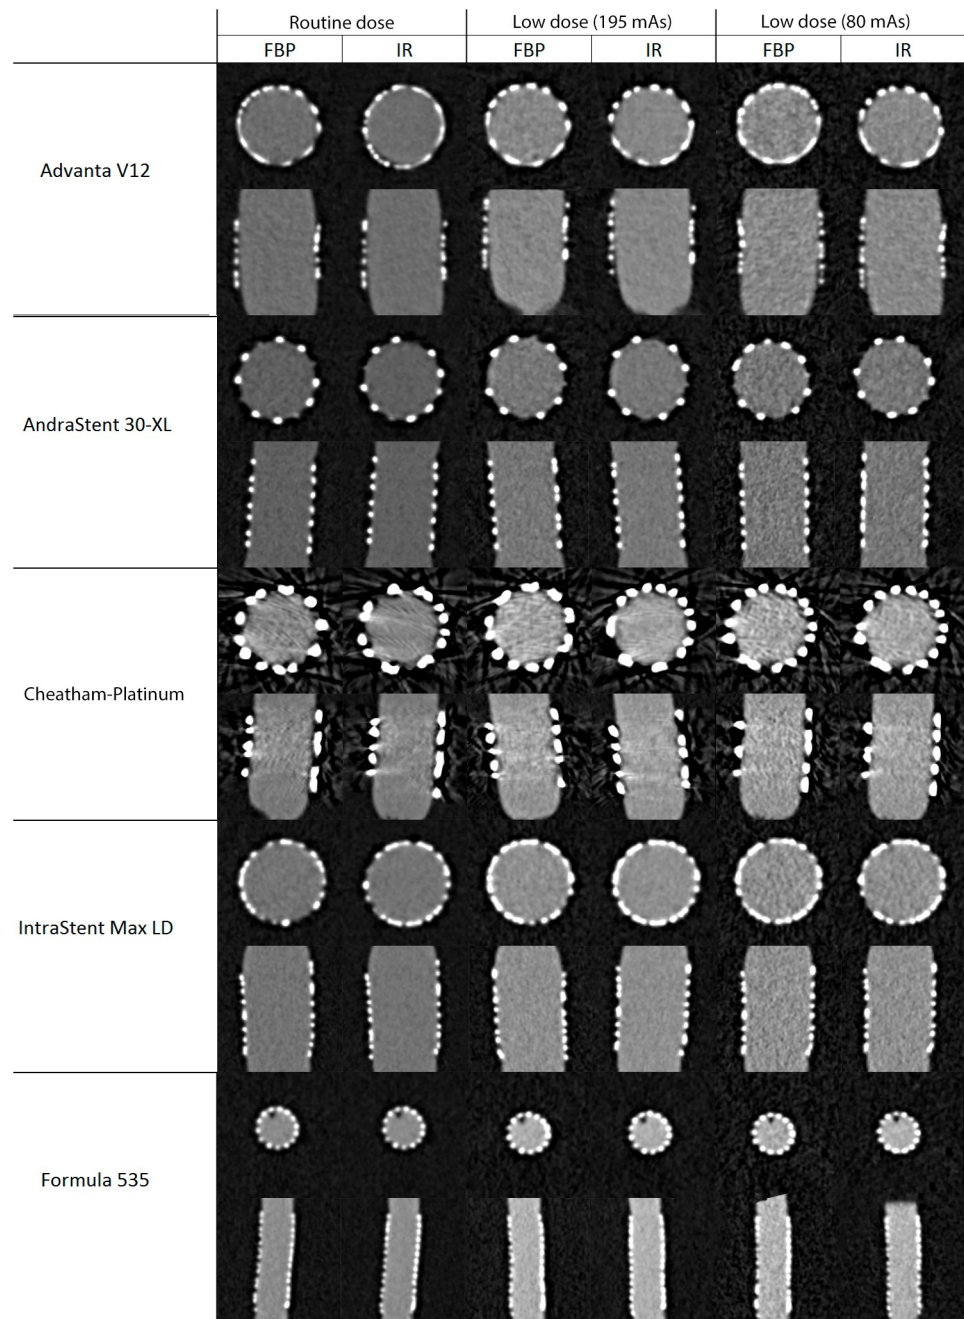 Routine dose Low dose (195 mAs) Low dose (80 mAs)
FBP IR FBP IR FBP IR
Advanta V12
AndraStent 30-XL
Cheatham-Platinum
IntraStent Max LD
Formula 535